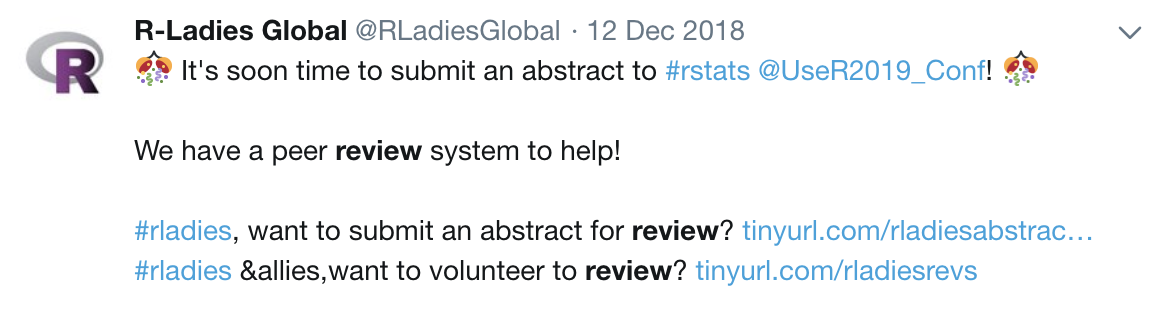 R-Ladies Global @RLadiesGlobal · 12 Dec 2018
🎊 It's soon time to submit an abstract to #rstats @UseR2019_Conf! 🎊
We have a peer review system to help!
#rladies, want to submit an abstract for review? tinyurl.com/rladiesabstrac…
#rladies &allies,want to volunteer to review? tinyurl.com/rladiesrevs
R